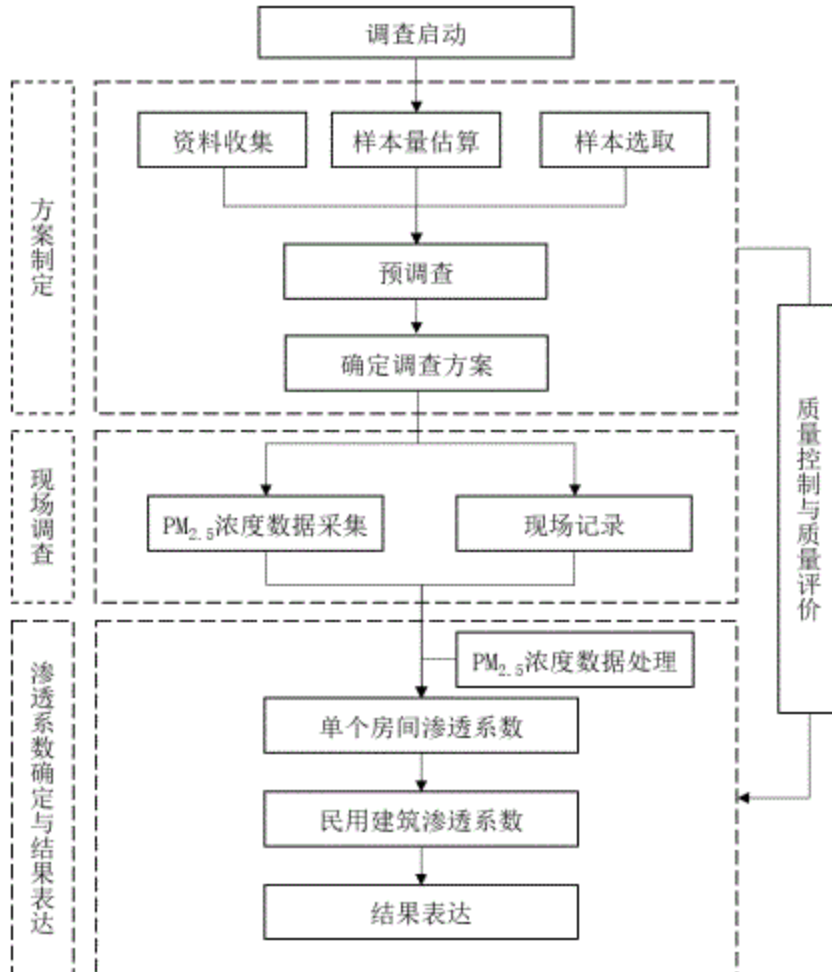 调查启动
方案制定
资料收集
样本量估算
样本选取
预调查
确定调查方案
现场调查
PM2.5浓度数据采集
现场记录
质量控制与质量评价
渗透系数确定与结果表达
PM2.5浓度数据处理
单个房间渗透系数
民用建筑渗透系数
结果表达